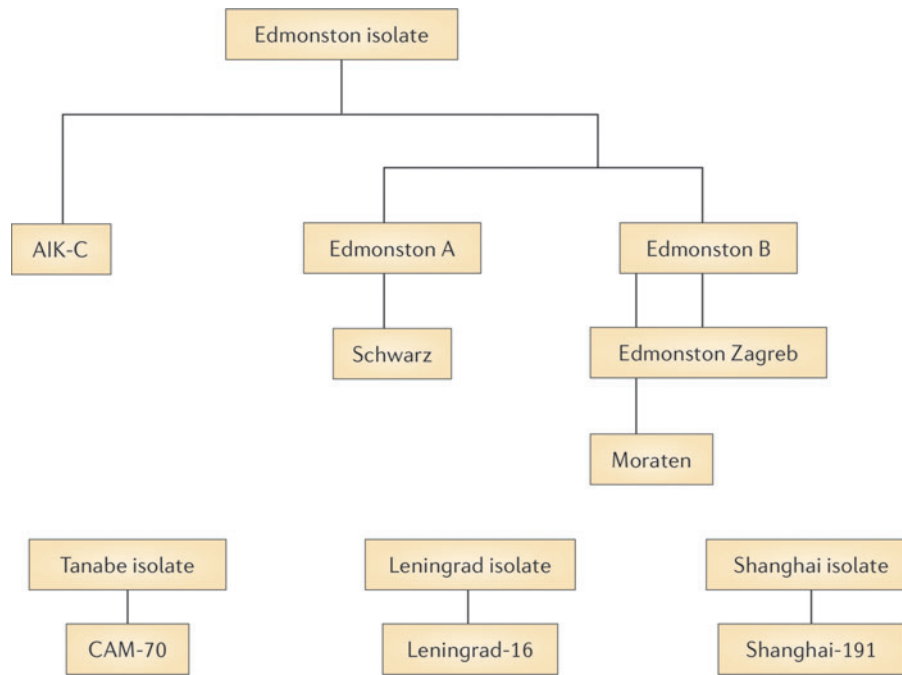 Edmonston isolate
AIK-C
Edmonston A
Edmonston B
Schwarz
Edmonston Zagreb
Moraten
Tanabe isolate
Leningrad isolate
Shanghai isolate
CAM-70
Leningrad-16
Shanghai-191